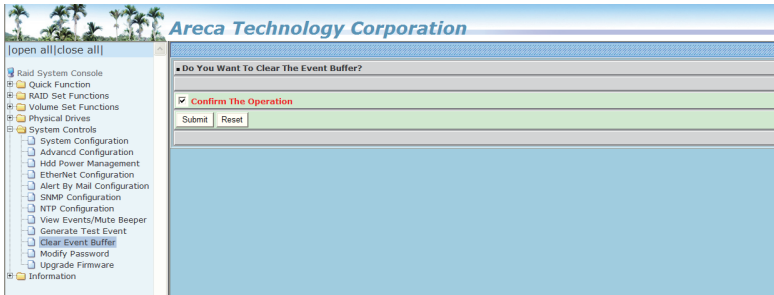 Areca Technology Corporation
|open all|close all|
Do You Want To Clear The Event Buffer?
Raid System Console
Quick Function
RAID Set Functions
Confirm The Operation
Volume Set Functions
Physical Drives
Submit Reset
System Controls
System Configuration
Advancd Configuration
Hdd Power Management
EtherNet Configuration
Alert By Mail Configuration
SNMP Configuration
NTP Configuration
View Events/Mute Beeper
Generate Test Event
Clear Event Buffer
Modify Password
Upgrade Firmware
Information